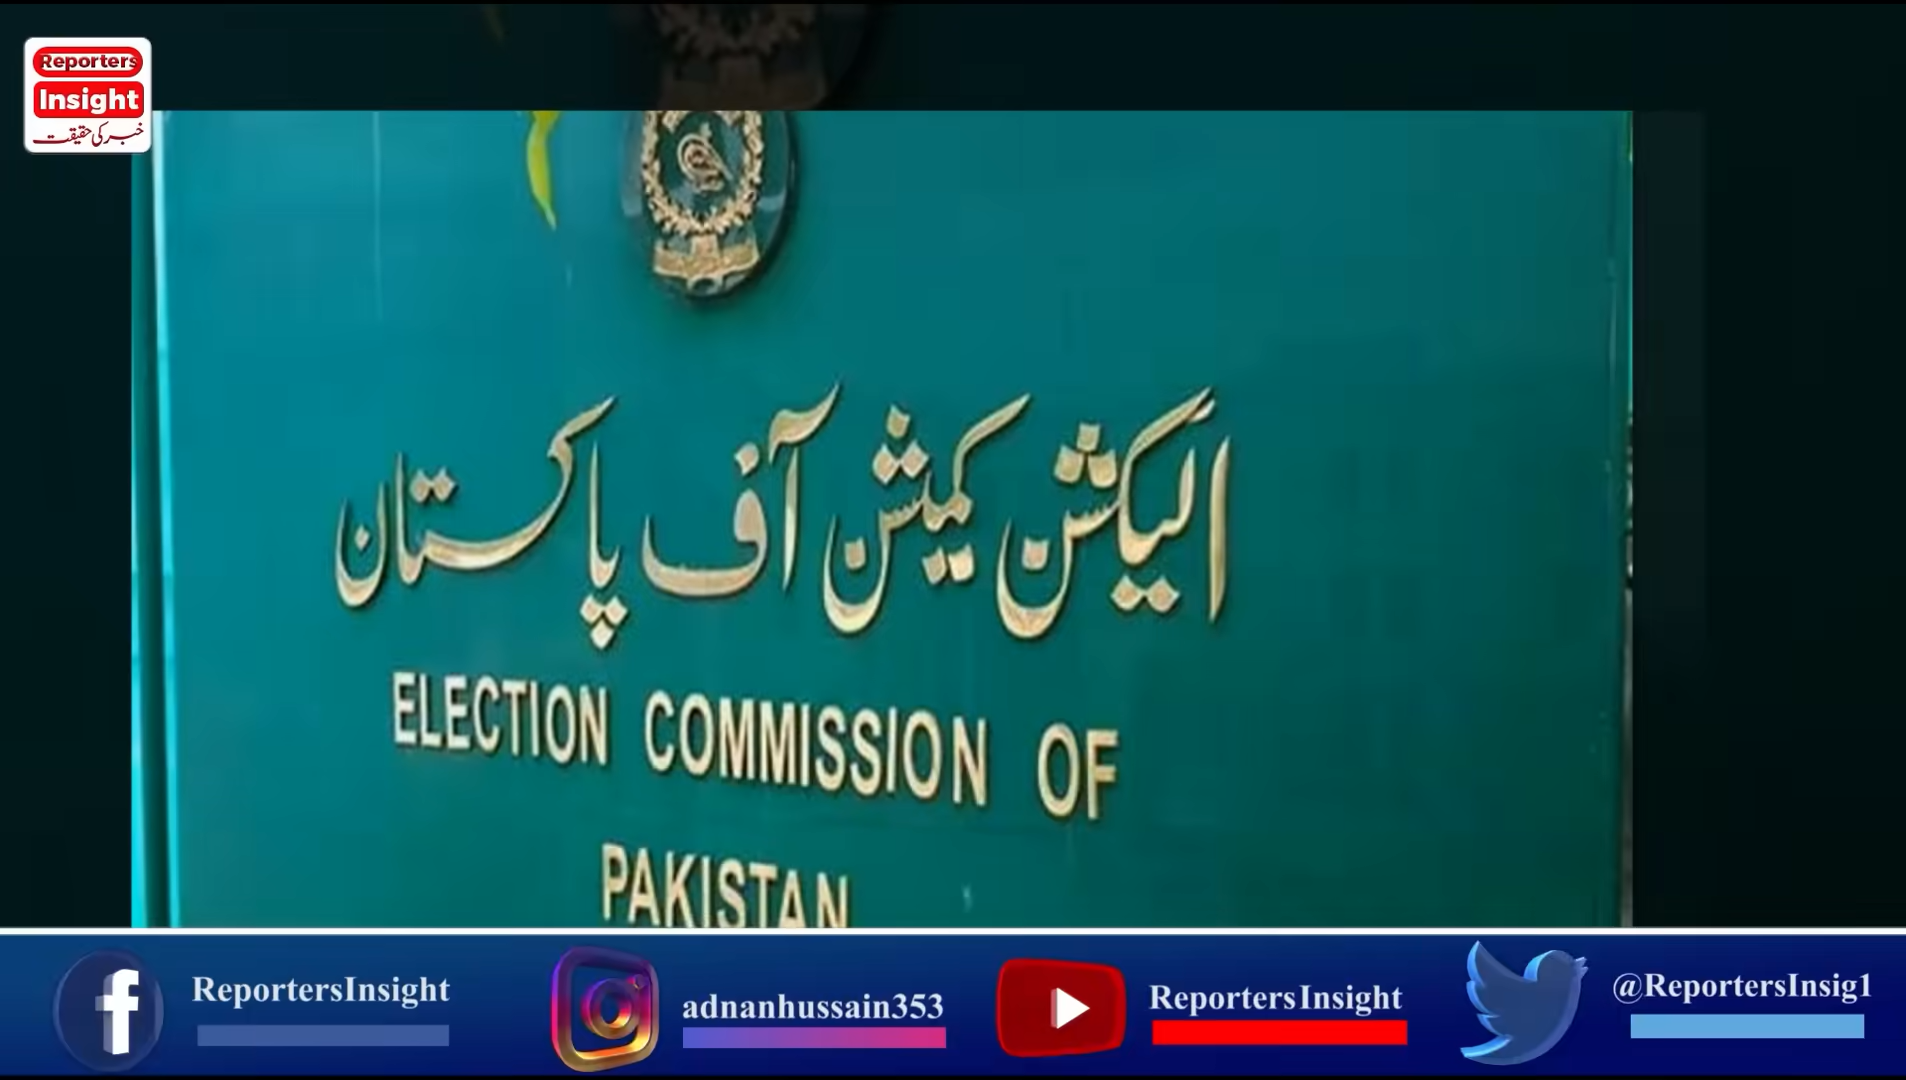 Reporters
Insight
خبر کی حقیقت
الیکشن کمیشن آف پاکستان
ELECTION COMMISSION OF
PAKISTAN
ReportersInsight
adnanhussain353
ReportersInsight
@ReportersInsig1